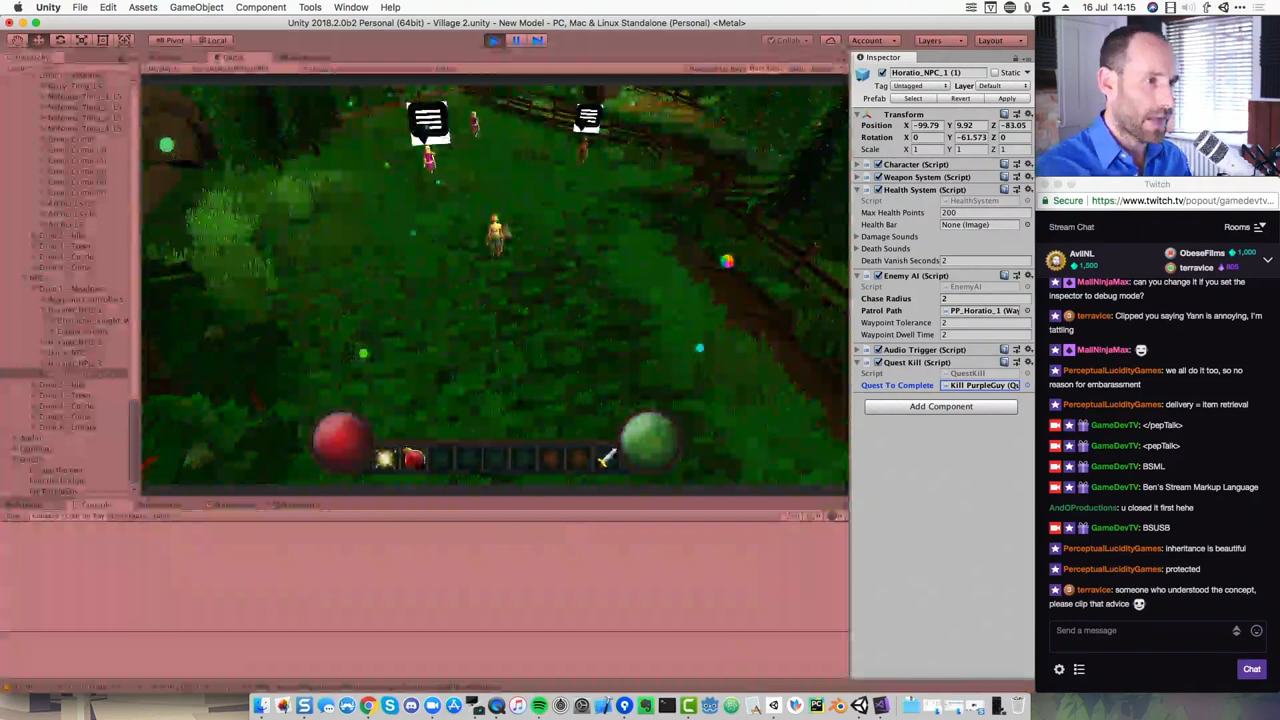 Unity File Edit Assets GameObject Component Tools Window Help
16 Jul 14:15
Unity 2018.2.0b2 Personal (64bit) - Village 2.unity - New Model - PC, Mac & Linux Standalone (Personal) <Metal>
Pivot Local
Collab Account Layers Layout
Inspector
Horatio_NPC_1 (1) Static
Tag Untagged Layer Default
Prefab Select Revert Apply
Transform
Position X -99.79 Y 9.92 Z -83.05
Rotation X 0 Y -61.573 Z 0
Scale X 1 Y 1 Z 1
Character (Script)
Weapon System (Script)
Health System (Script)
Script HealthSystem
Max Health Points 200
Health Bar None (Image)
Damage Sounds
Death Sounds
Death Vanish Seconds 2
Enemy AI (Script)
Script EnemyAI
Chase Radius 2
Patrol Path PP_Horatio_1 (Way
Waypoint Tolerance 2
Waypoint Dwell Time 2
Audio Trigger (Script)
Quest Kill (Script)
Script QuestKill
Quest To Complete Kill PurpleGuy (Qu
Add Component
Twitch
Secure https://www.twitch.tv/popout/gamedevtv...
Stream Chat Rooms
AvilNL 1,500
ObeseFilms 1,000
terravice 805
MallNinjaMax: can you change it if you set the
inspector to debug mode?
terravice: Clipped you saying Yann is annoying, I'm
tattling
MallNinjaMax:
PerceptualLucidityGames: we all do it too, so no
reason for embarassment
PerceptualLucidityGames: delivery = item retrieval
GameDevTV: </pepTalk>
GameDevTV: <pepTalk>
GameDevTV: BSML
GameDevTV: Ben's Stream Markup Language
AndOProductions: u closed it first hehe
GameDevTV: BSUSB
PerceptualLucidityGames: inheritance is beautiful
PerceptualLucidityGames: protected
terravice: someone who understood the concept,
please clip that advice
Send a message
Chat